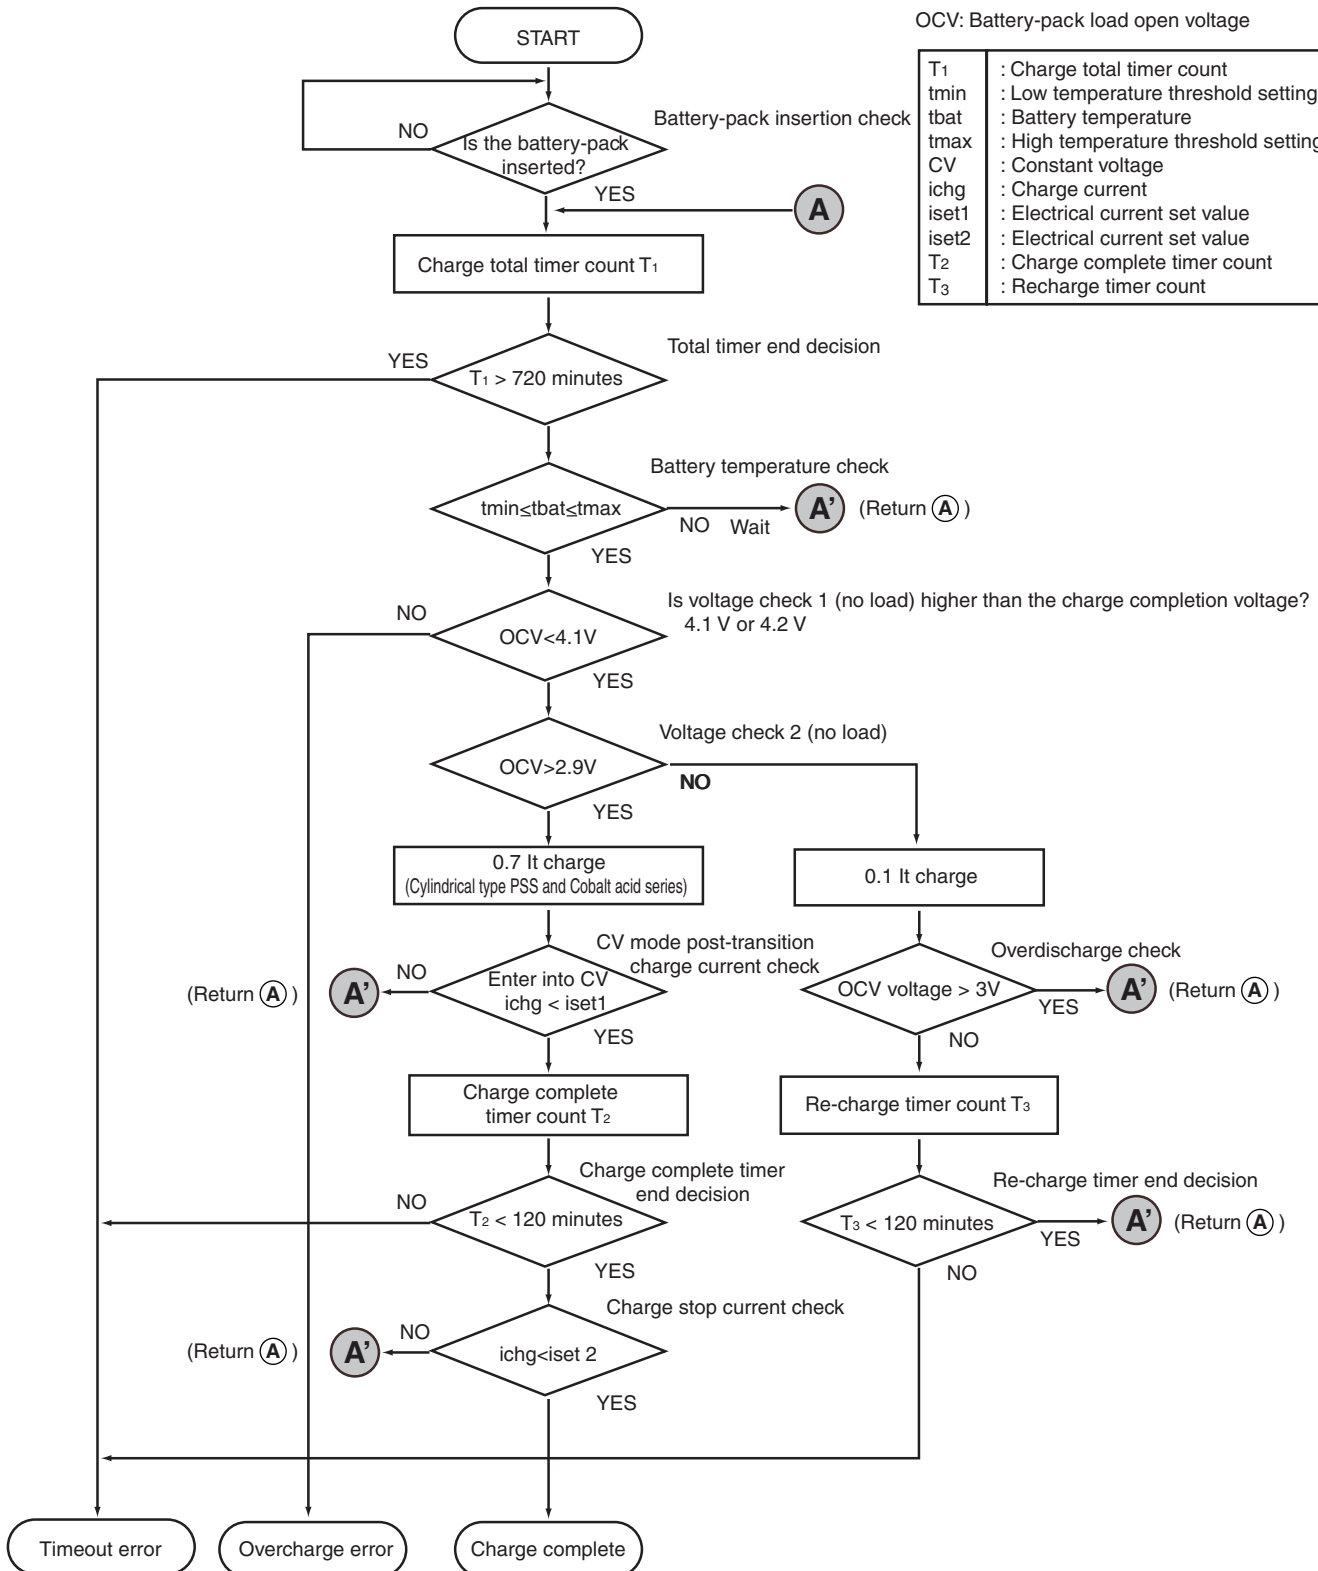 OCV: Battery-pack load open voltage
START
T1 : Charge total timer count
tmin : Low temperature threshold setting
tbat : Battery temperature
tmax : High temperature threshold setting
CV : Constant voltage
ichg : Charge current
iset1 : Electrical current set value
iset2 : Electrical current set value
T2 : Charge complete timer count
T3 : Recharge timer count
Battery-pack insertion check
NO
Is the battery-pack
inserted?
YES
A
Charge total timer count T1
Total timer end decision
YES
T1 > 720 minutes
Battery temperature check
tmin≤tbat≤tmax
NO Wait
A’
(Return A )
YES
Is voltage check 1 (no load) higher than the charge completion voltage?
4.1 V or 4.2 V
NO
OCV<4.1V
YES
Voltage check 2 (no load)
OCV>2.9V
NO
YES
0.7 It charge
(Cylindrical type PSS and Cobalt acid series)
0.1 It charge
CV mode post-transition
charge current check
(Return A )
A’
NO
Enter into CV
ichg < iset1
YES
Overdischarge check
OCV voltage > 3V
YES
A’
(Return A )
NO
Charge complete
timer count T2
Re-charge timer count T3
Charge complete timer
end decision
NO
T2 < 120 minutes
YES
Re-charge timer end decision
T3 < 120 minutes
YES
A’
(Return A )
NO
Charge stop current check
(Return A )
A’
NO
ichg<iset 2
YES
Timeout error
Overcharge error
Charge complete